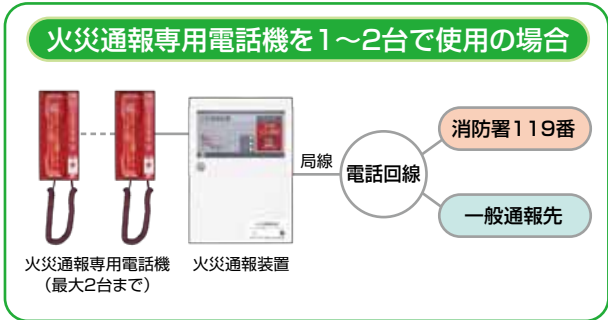 火災通報専用電話機を1～2台で使用の場合
消防署119番
局線
電話回線
一般通報先
火災通報専用電話機
（最大2台まで）
火災通報装置